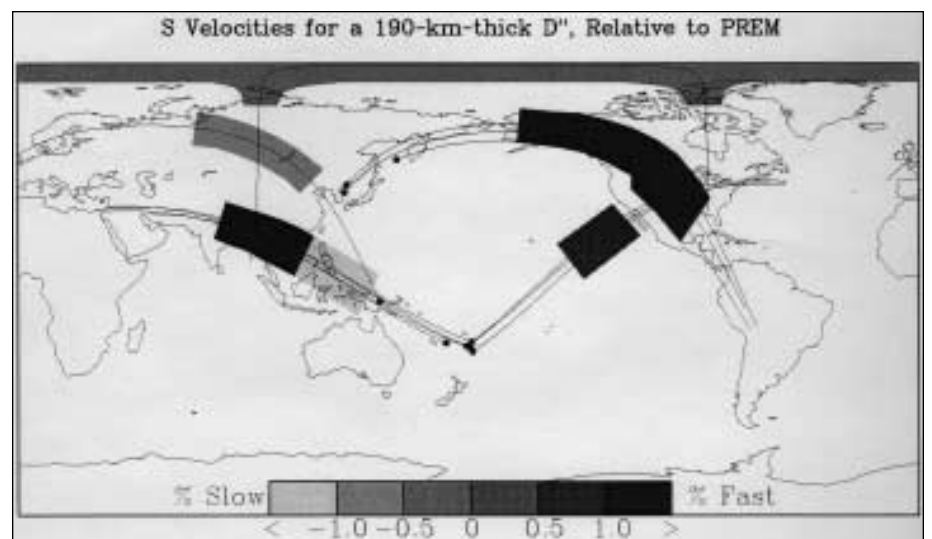 S Velocities for a 190-km-thick D", Relative to PREM
% Slow % Fast
< -1.0 -0.5 0 0.5 1.0 >